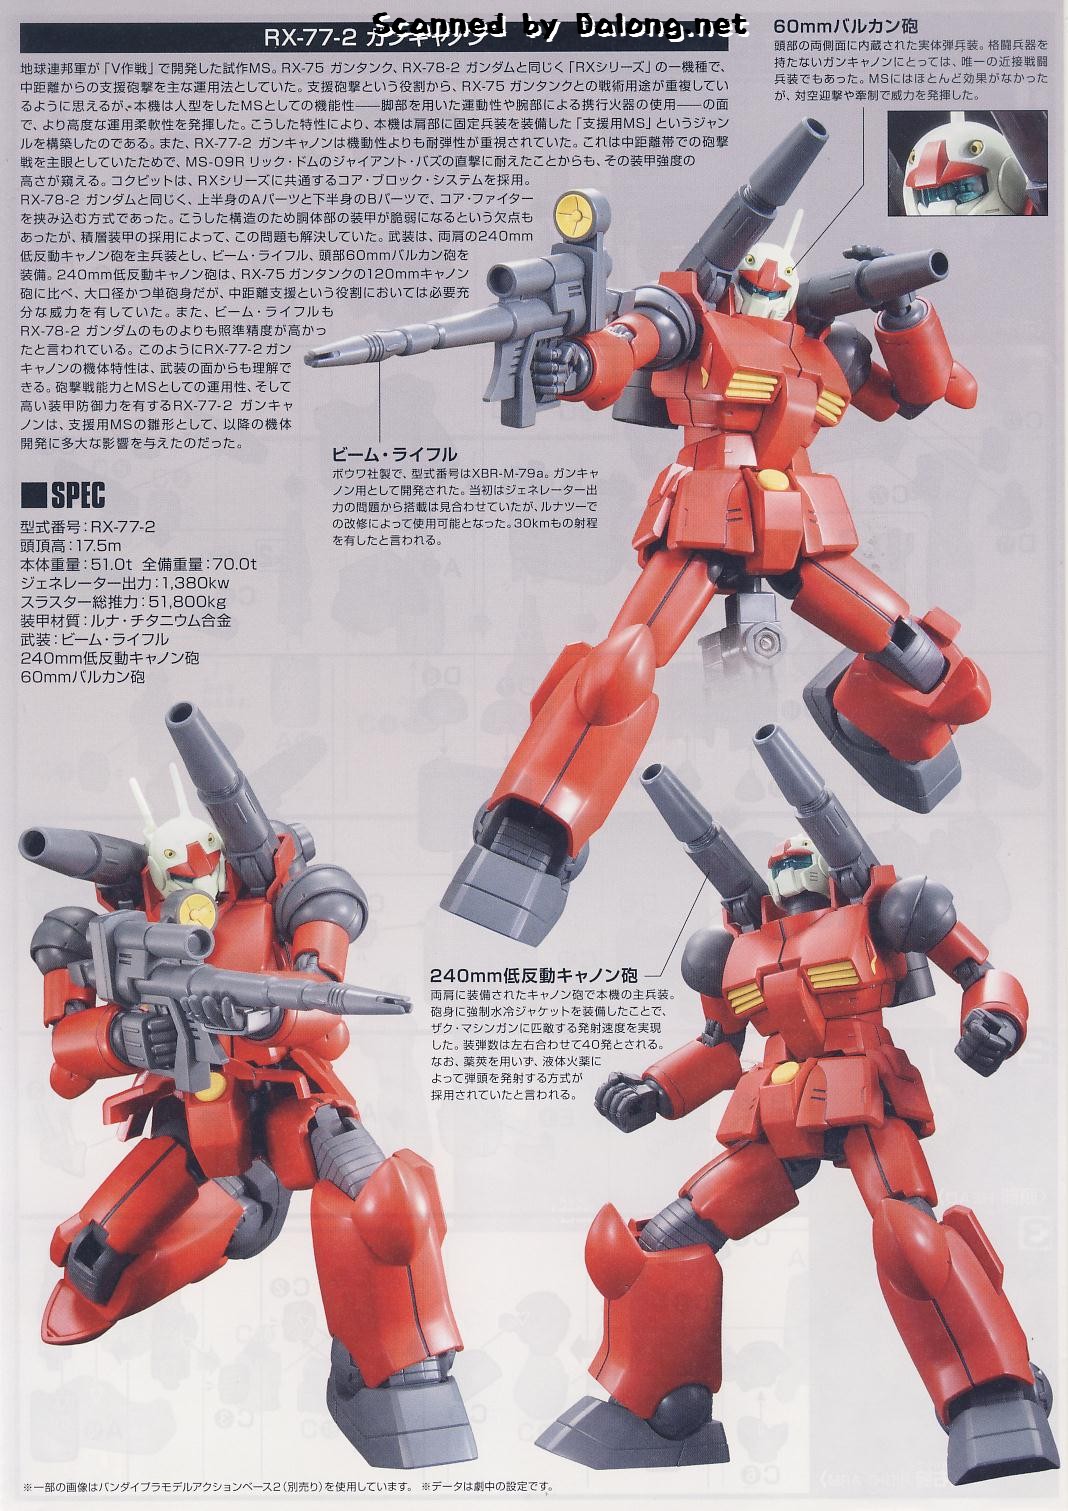 Scanned by Dalong.net
RX-77-2 ガンキャノン
地球連邦軍が「V作戦」で開発した試作MS。RX-75 ガンタンク、RX-78-2 ガンダムと同じく「RXシリーズ」の一機種で、
中距離からの支援砲撃を主な運用法としていた。支援砲撃という役割から、RX-75 ガンタンクとの戦術用途が重複してい
るように思えるが、本機は人型をしたMSとしての機能性――脚部を用いた運動性や腕部による携行火器の使用――の面
で、より高度な運用柔軟性を発揮した。こうした特性により、本機は肩部に固定兵装を装備した「支援用MS」というジャン
ルを構築したのである。また、RX-77-2 ガンキャノンは機動性よりも耐弾性が重視されていた。これは中距離帯での砲撃
戦を主眼としていたためで、MS-09R リック・ドムのジャイアント・バズの直撃に耐えたことからも、その装甲強度の
高さが窺える。コクピットは、RXシリーズに共通するコア・ブロック・システムを採用。
RX-78-2 ガンダムと同じく、上半身のAパーツと下半身のBパーツで、コア・ファイター
を挟み込む方式であった。こうした構造のため胴体部の装甲が脆弱になるという欠点も
あったが、積層装甲の採用によって、この問題も解決していた。武装は、両肩の240mm
低反動キャノン砲を主兵装とし、ビーム・ライフル、頭部60mmバルカン砲を
装備。240mm低反動キャノン砲は、RX-75 ガンタンクの120mmキャノン
砲に比べ、大口径かつ単砲身だが、中距離支援という役割においては必要充
分な威力を有していた。また、ビーム・ライフルも
RX-78-2 ガンダムのものよりも照準精度が高かっ
たと言われている。このようにRX-77-2 ガン
キャノンの機体特性は、武装の面からも理解で
きる。砲撃戦能力とMSとしての運用性、そして
高い装甲防御力を有するRX-77-2 ガンキャ
ノンは、支援用MSの雛形として、以降の機体
開発に多大な影響を与えたのだった。
60mmバルカン砲
頭部の両側面に内蔵された実体弾兵装。格闘兵器を
持たないガンキャノンにとっては、唯一の近接戦闘
兵装でもあった。MSにはほとんど効果がなかった
が、対空迎撃や牽制で威力を発揮した。
ビーム・ライフル
ボウワ社製で、型式番号はXBR-M-79a。ガンキャ
ノン用として開発された。当初はジェネレーター出
力の問題から搭載は見合わせていたが、ルナツーで
の改修によって使用可能となった。30kmもの射程
を有したと言われる。
■SPEC
型式番号：RX-77-2
頭頂高：17.5m
本体重量：51.0t 全備重量：70.0t
ジェネレーター出力：1,380kw
スラスター総推力：51,800kg
装甲材質：ルナ・チタニウム合金
武装：ビーム・ライフル
240mm低反動キャノン砲
60mmバルカン砲
240mm低反動キャノン砲
両肩に装備されたキャノン砲で本機の主兵装。
砲身に強制水冷ジャケットを装備したことで、
ザク・マシンガンに匹敵する発射速度を実現
した。装弾数は左右合わせて40発とされる。
なお、薬莢を用いず、液体火薬に
よって弾頭を発射する方式が
採用されていたと言われる。
※一部の画像はバンダイプラモデルアクションベース2（別売り）を使用しています。 ※データは劇中の設定です。